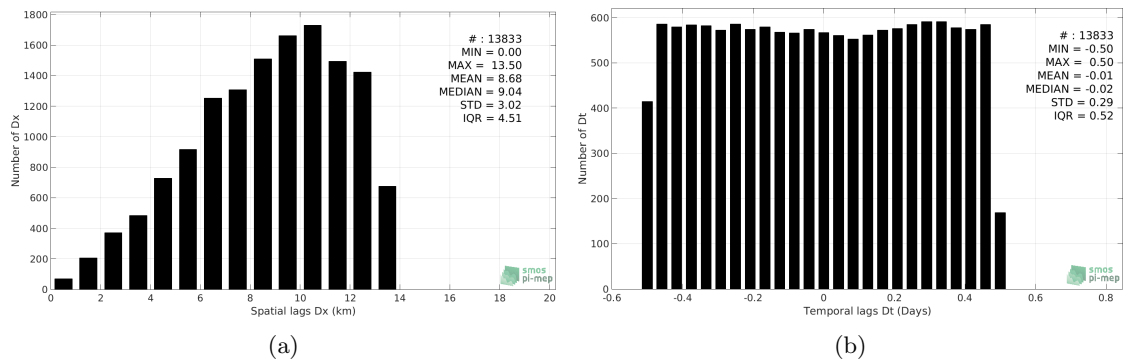 1800
1600
1400
1200
1000
800
600
400
200
0
Number of Dx
# : 13833
MIN = 0.00
MAX = 13.50
MEAN = 8.68
MEDIAN = 9.04
STD = 3.02
IQR = 4.51
smos
pi-mep
0 2 4 6 8 10 12 14 16 18 20
Spatial lags Dx (km)
(a)
600
500
400
300
200
100
0
Number of Dt
# : 13833
MIN = -0.50
MAX = 0.50
MEAN = -0.01
MEDIAN = -0.02
STD = 0.29
IQR = 0.52
smos
pi-mep
-0.6 -0.4 -0.2 0 0.2 0.4 0.6 0.8
Temporal lags Dt (Days)
(b)